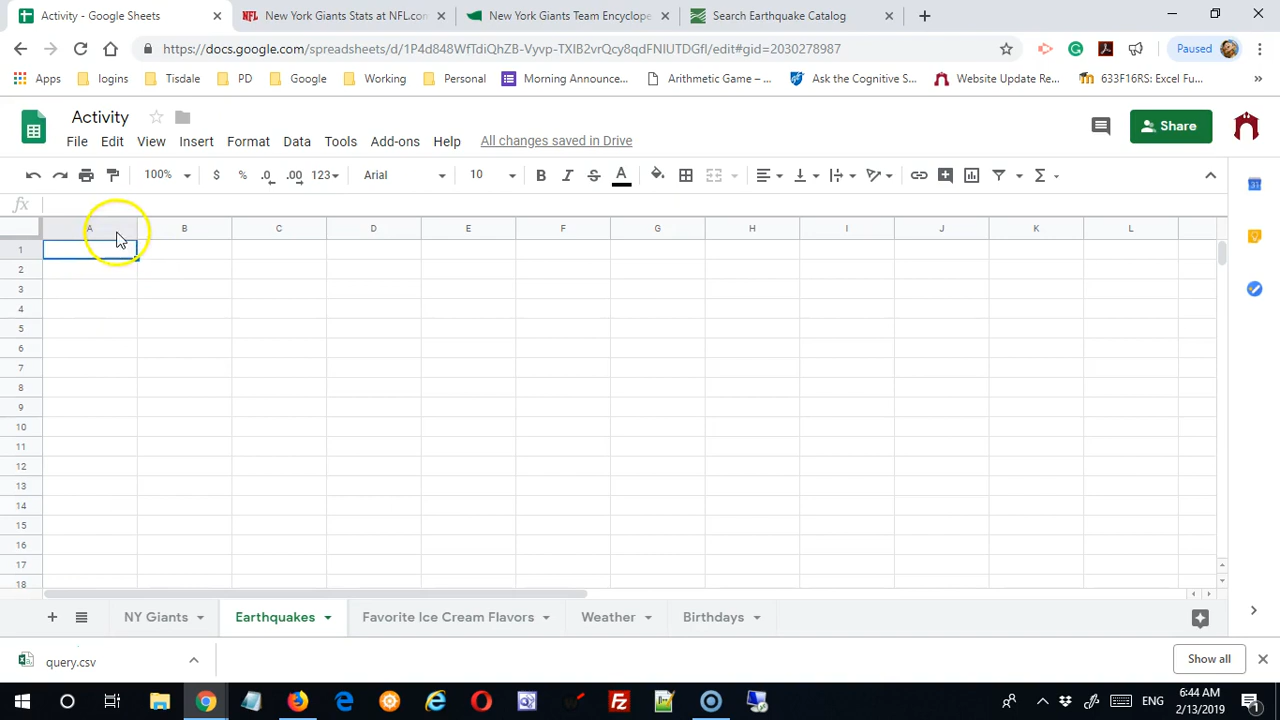 Activity - Google Sheets
New York Giants Stats at NFL.com
New York Giants Team Encyclope
Search Earthquake Catalog
https://docs.google.com/spreadsheets/d/1P4d848WfTdiQhZB-Vyvp-TXIB2vrQcy8qdFNIUTDGfI/edit#gid=2030278987
Paused
Apps
logins
Tisdale
PD
Google
Working
Personal
Morning Announce...
Arithmetic Game – ...
Ask the Cognitive S...
Website Update Re...
633F16RS: Excel Fu...
»
Activity
File Edit View Insert Format Data Tools Add-ons Help
All changes saved in Drive
Share
100% $ % .0 .00 123 Arial 10 B I S A Σ
fx
A B C D E F G H I J K L
1
2
3
4
5
6
7
8
9
10
11
12
13
14
15
16
17
18
NY Giants
Earthquakes
Favorite Ice Cream Flavors
Weather
Birthdays
query.csv
Show all
ENG
6:44 AM
2/13/2019
1